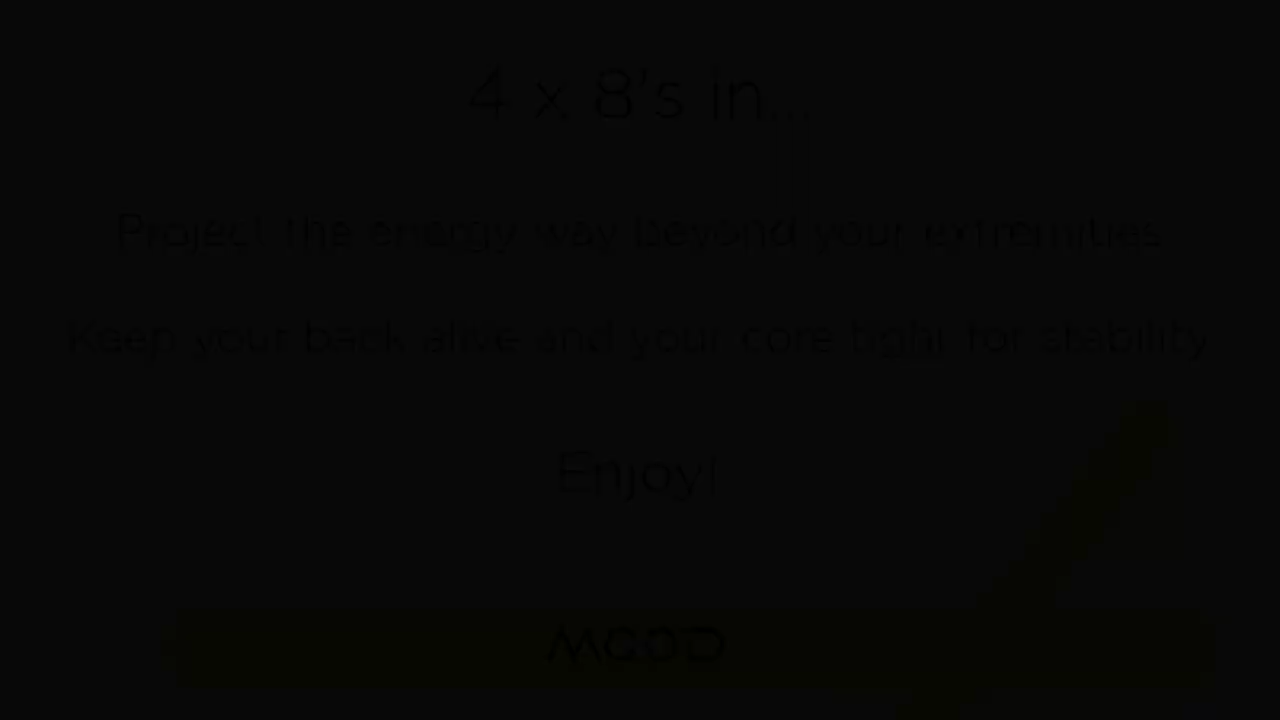 4 x 8's in...
Project the energy way beyond your extremities
Keep your back alive and your core tight for stability
Enjoy!
MOOD